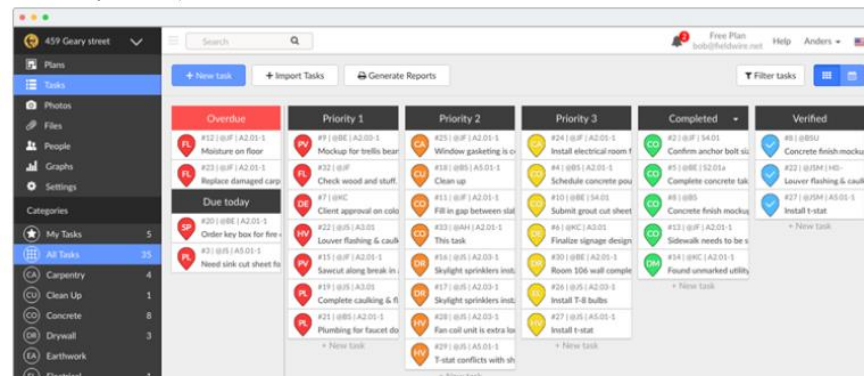 459 Geary street
Search
2
Free Plan
bob@fieldwire.net
Help
Anders
Plans
Tasks
Photos
Files
People
Graphs
Settings
Categories
My Tasks 5
All Tasks 35
CA Carpentry 4
CU Clean Up 1
CO Concrete 8
DR Drywall 3
EA Earthwork
Electrical 1
+ New task
+ Import Tasks
Generate Reports
Filter tasks
Overdue
FL #12 | @JF | A2.01-1
Moisture on floor
FL #23 | @JF | A2.01-1
Replace damaged carp
Due today
SP #20 | @BE | A2.01-1
Order key box for fire
PL #3 | @JS | A5.01-1
Need sink cut sheet fo
Priority 1
PV #9 | @BE | A2.03-1
Mockup for trellis bear
FL #32 | @JF
Check wood and stuff.
DE #7 | @KC
Client approval on colo
HV #22 | @JS | A3.01
Louver flashing & caulk
PV #15 | @JF | A2.01-1
Sawcut along break in
PL #19 | @JS | A3.01
Complete caulking & fi
PL #21 | @BS | A2.01-1
Plumbing for faucet do
+ New task
Priority 2
CA #25 | @JF | A2.01-1
Window gasketing is c
CU #18 | @BS | A5.01-1
Clean up
CO #11 | @JF | A2.01-1
Fill in gap between slal
CO #33 | @AH | A2.01-1
This task
DR #16 | @JS | A2.03-1
Skylight sprinklers inst.
DR #17 | @JS | A2.03-1
Skylight sprinklers inst.
HV #28 | @JS | A2.03-1
Fan coil unit is extra lo
HV #29 | @JS | A2.01-1
T-stat conflicts with sh
+ New task
Priority 3
CA #24 | @JF | A2.01-1
Install electrical room f
CO #4 | @BS | A2.01-1
Schedule concrete pou
CO #10 | @BE | S4.01
Submit grout cut sheet
DE #6 | @KC | A3.01
Finalize signage design
DR #30 | @BE | A2.01-1
Room 106 wall comple
EL #26 | @JS | A2.03-1
Install T-8 bulbs
HV #27 | @JS | A5.01-1
Install t-stat
+ New task
Completed
CO #2 | @JF | S4.01
Confirm anchor bolt si
CO #5 | @BE | S2.01a
Complete concrete tak
CO #8 | @BS
Concrete finish mockup
CO #13 | @JF | A2.01-1
Sidewalk needs to be s
DM #14 | @KC | A2.01-1
Found unmarked utility
+ New task
Verified
#8 | @BSU
Concrete finish mocku
#22 | @JSM | H0.-
Louver flashing & caulk
#27 | @JSM | A5.01-1
Install t-stat
+ New task